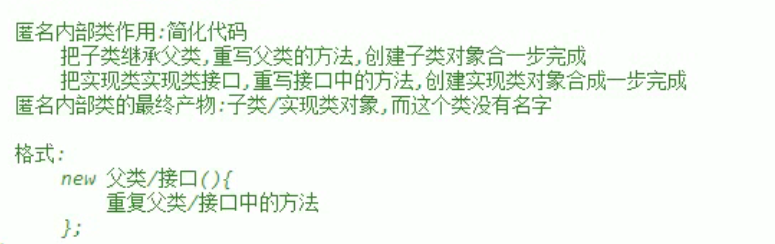 匿名内部类作用:简化代码
把子类继承父类,重写父类的方法,创建子类对象合一步完成
把实现类实现类接口,重写接口中的方法,创建实现类对象合成一步完成
匿名内部类的最终产物:子类/实现类对象,而这个类没有名字
格式:
new 父类/接口(){
重复父类/接口中的方法
};